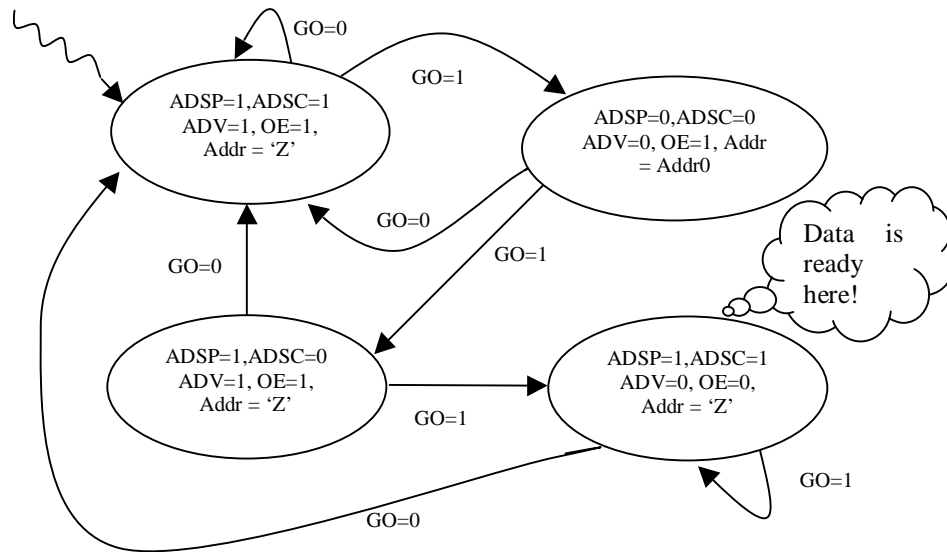 GO=0
GO=1
ADSP=1,ADSC=1
ADV=1, OE=1,
Addr = ‘Z’
ADSP=0,ADSC=0
ADV=0, OE=1, Addr
= Addr0
GO=0
GO=1
GO=0
Data is
ready
here!
ADSP=1,ADSC=0
ADV=1, OE=1,
Addr = ‘Z’
ADSP=1,ADSC=1
ADV=0, OE=0,
Addr = ‘Z’
GO=1
GO=1
GO=0